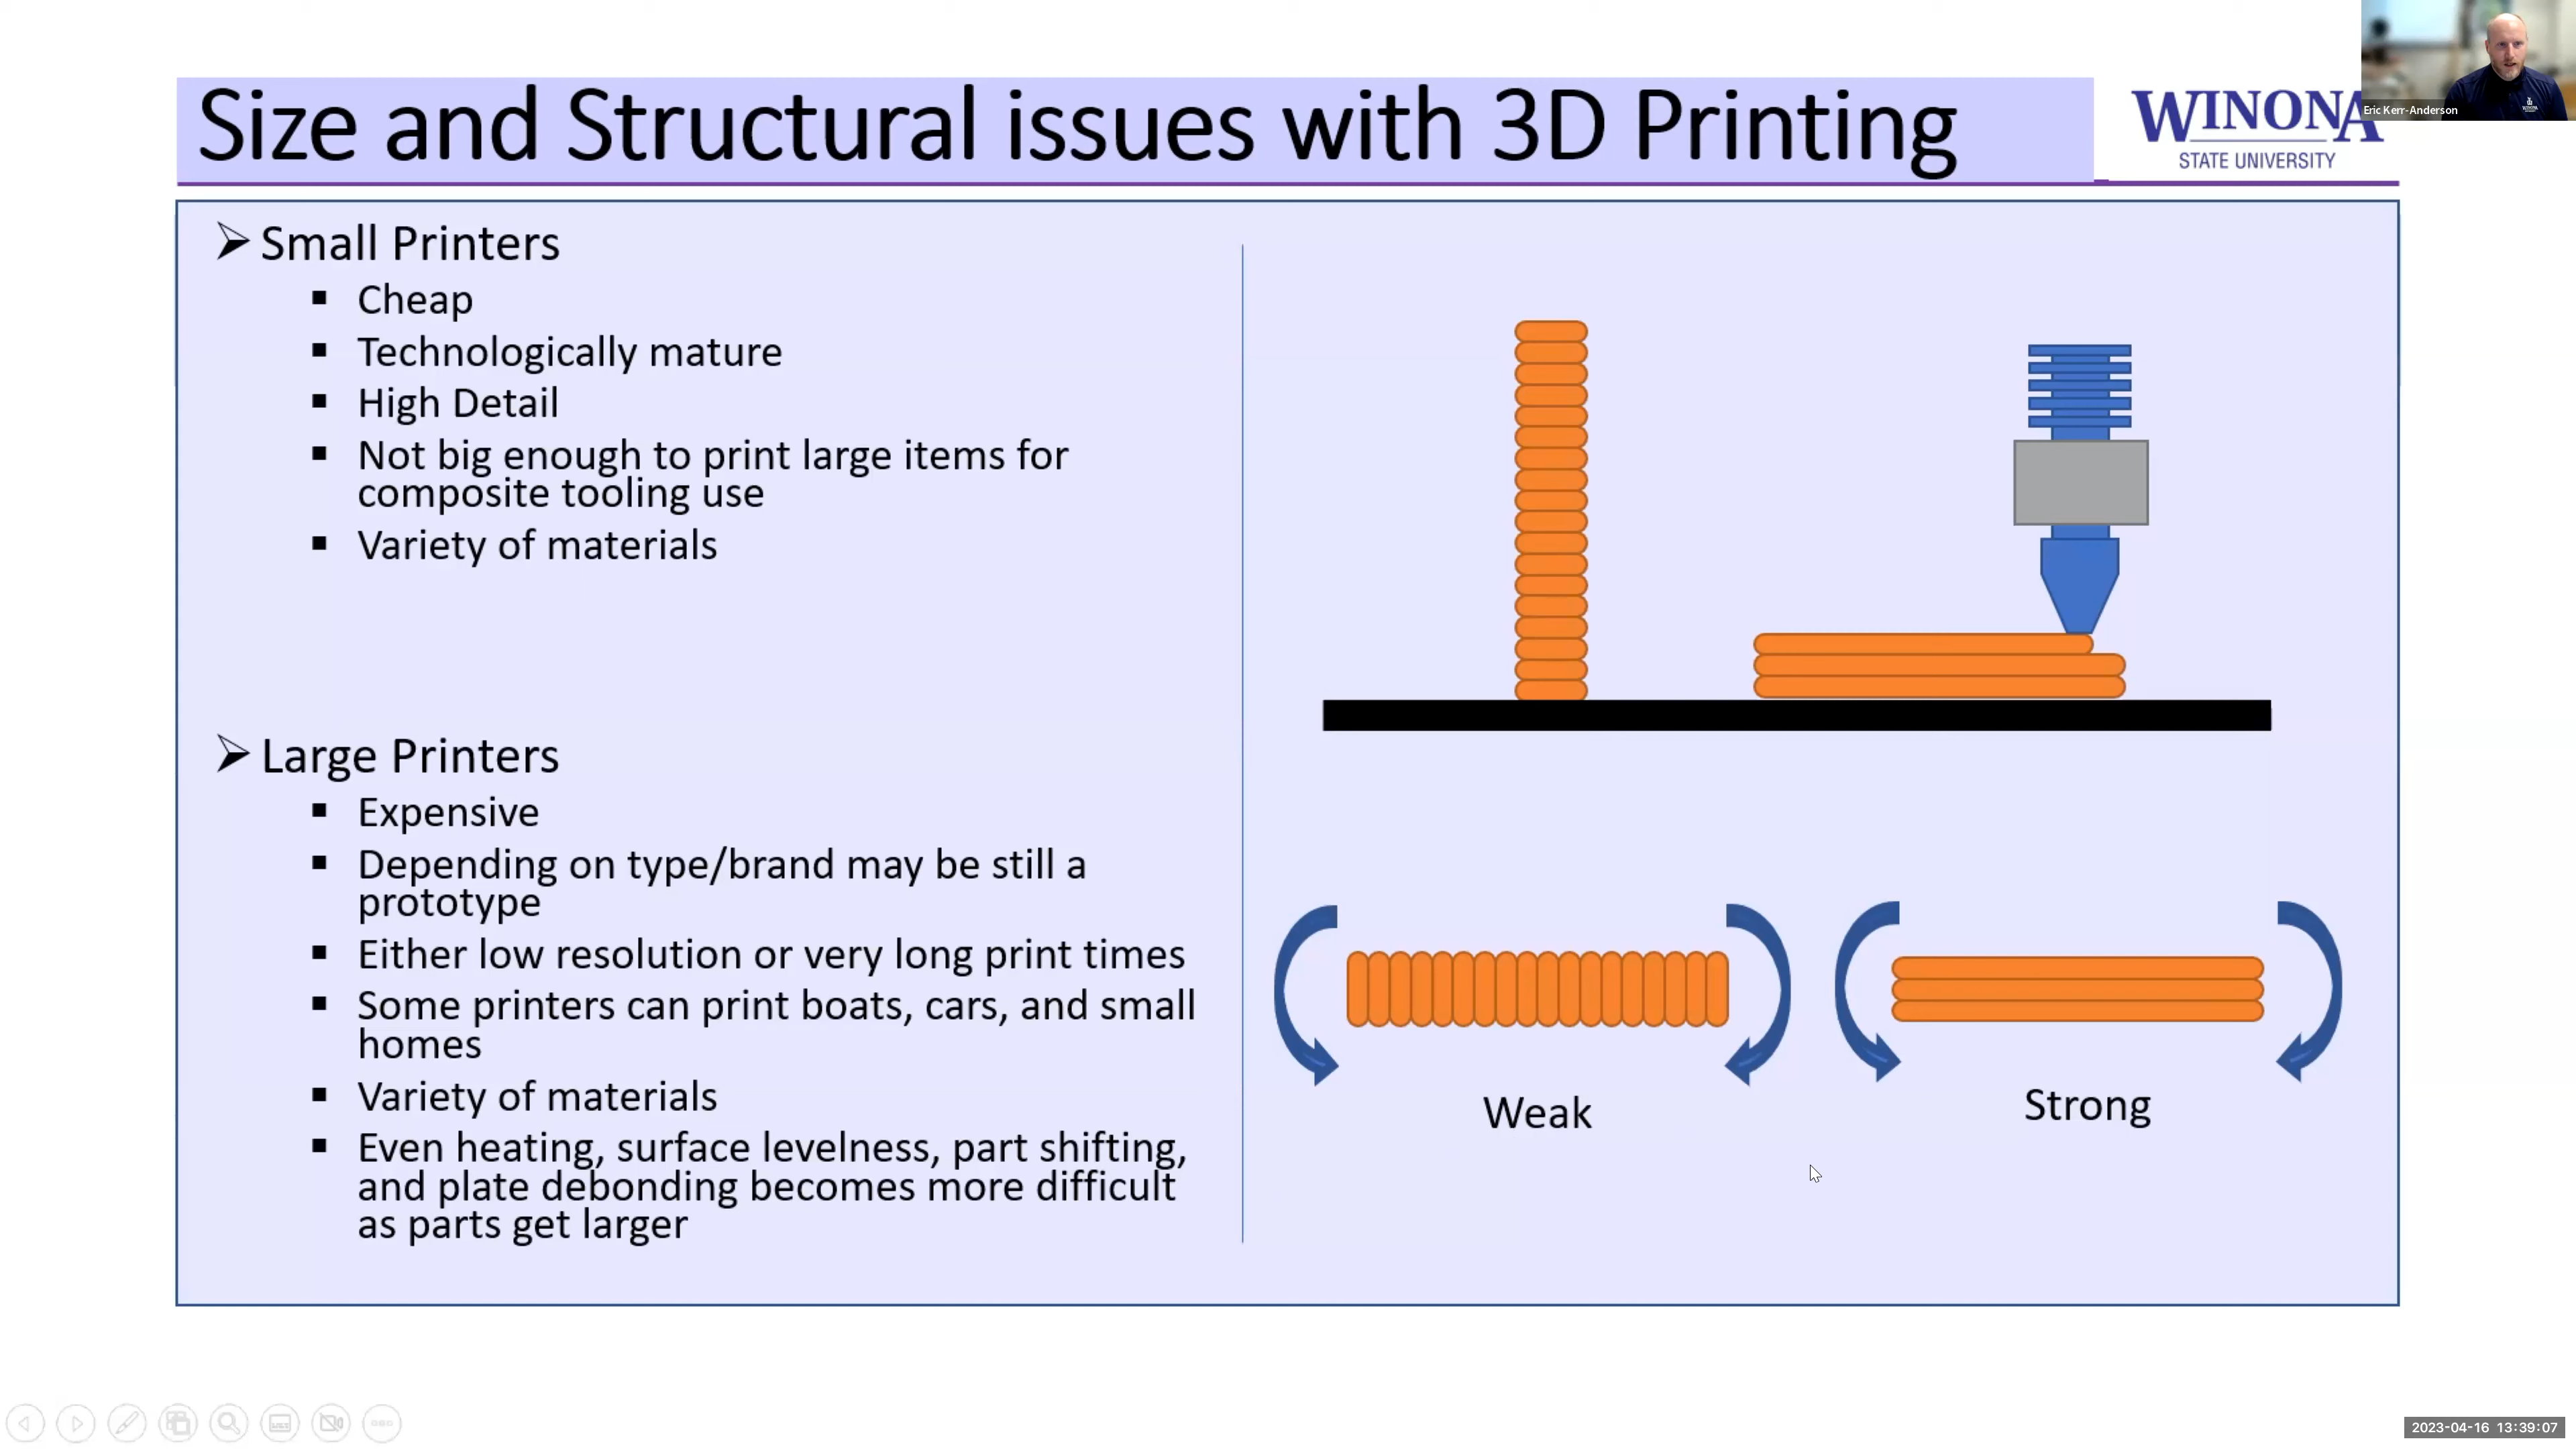 Size and Structural issues with 3D Printing
WINONA
STATE UNIVERSITY
Eric Kerr-Anderson
Small Printers
Cheap
Technologically mature
High Detail
Not big enough to print large items for
composite tooling use
Variety of materials
Large Printers
Expensive
Depending on type/brand may be still a
prototype
Either low resolution or very long print times
Some printers can print boats, cars, and small
homes
Variety of materials
Even heating, surface levelness, part shifting,
and plate debonding becomes more difficult
as parts get larger
Weak
Strong
2023-04-16 13:39:07